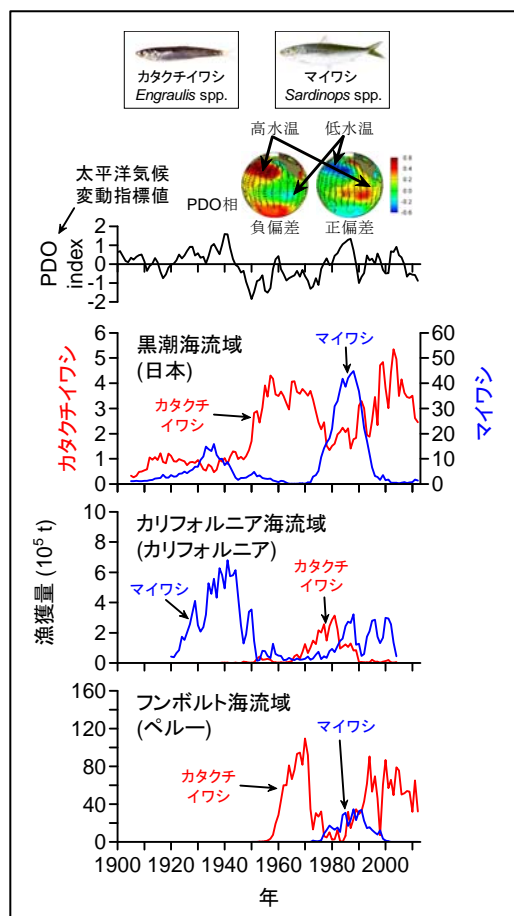 カタクチイワシ
Engraulis spp.
マイワシ
Sardinops spp.
高水温
低水温
太平洋気候
変動指標値
PDO相
負偏差
正偏差
0.8
0.4
0.0
-0.4
-0.6
PDO
index
2
1
0
-1
-2
黒潮海流域
(日本)
マイワシ
カタクチ
イワシ
カタクチイワシ
マイワシ
6
5
4
3
2
1
0
60
50
40
30
20
10
0
カリフォルニア海流域
(カリフォルニア)
マイワシ
カタクチ
イワシ
漁獲量 (10⁵ t)
10
8
6
4
2
0
フンボルト海流域
(ペルー)
カタクチ
イワシ
マイワシ
160
120
80
40
0
1900 1920 1940 1960 1980 2000
年